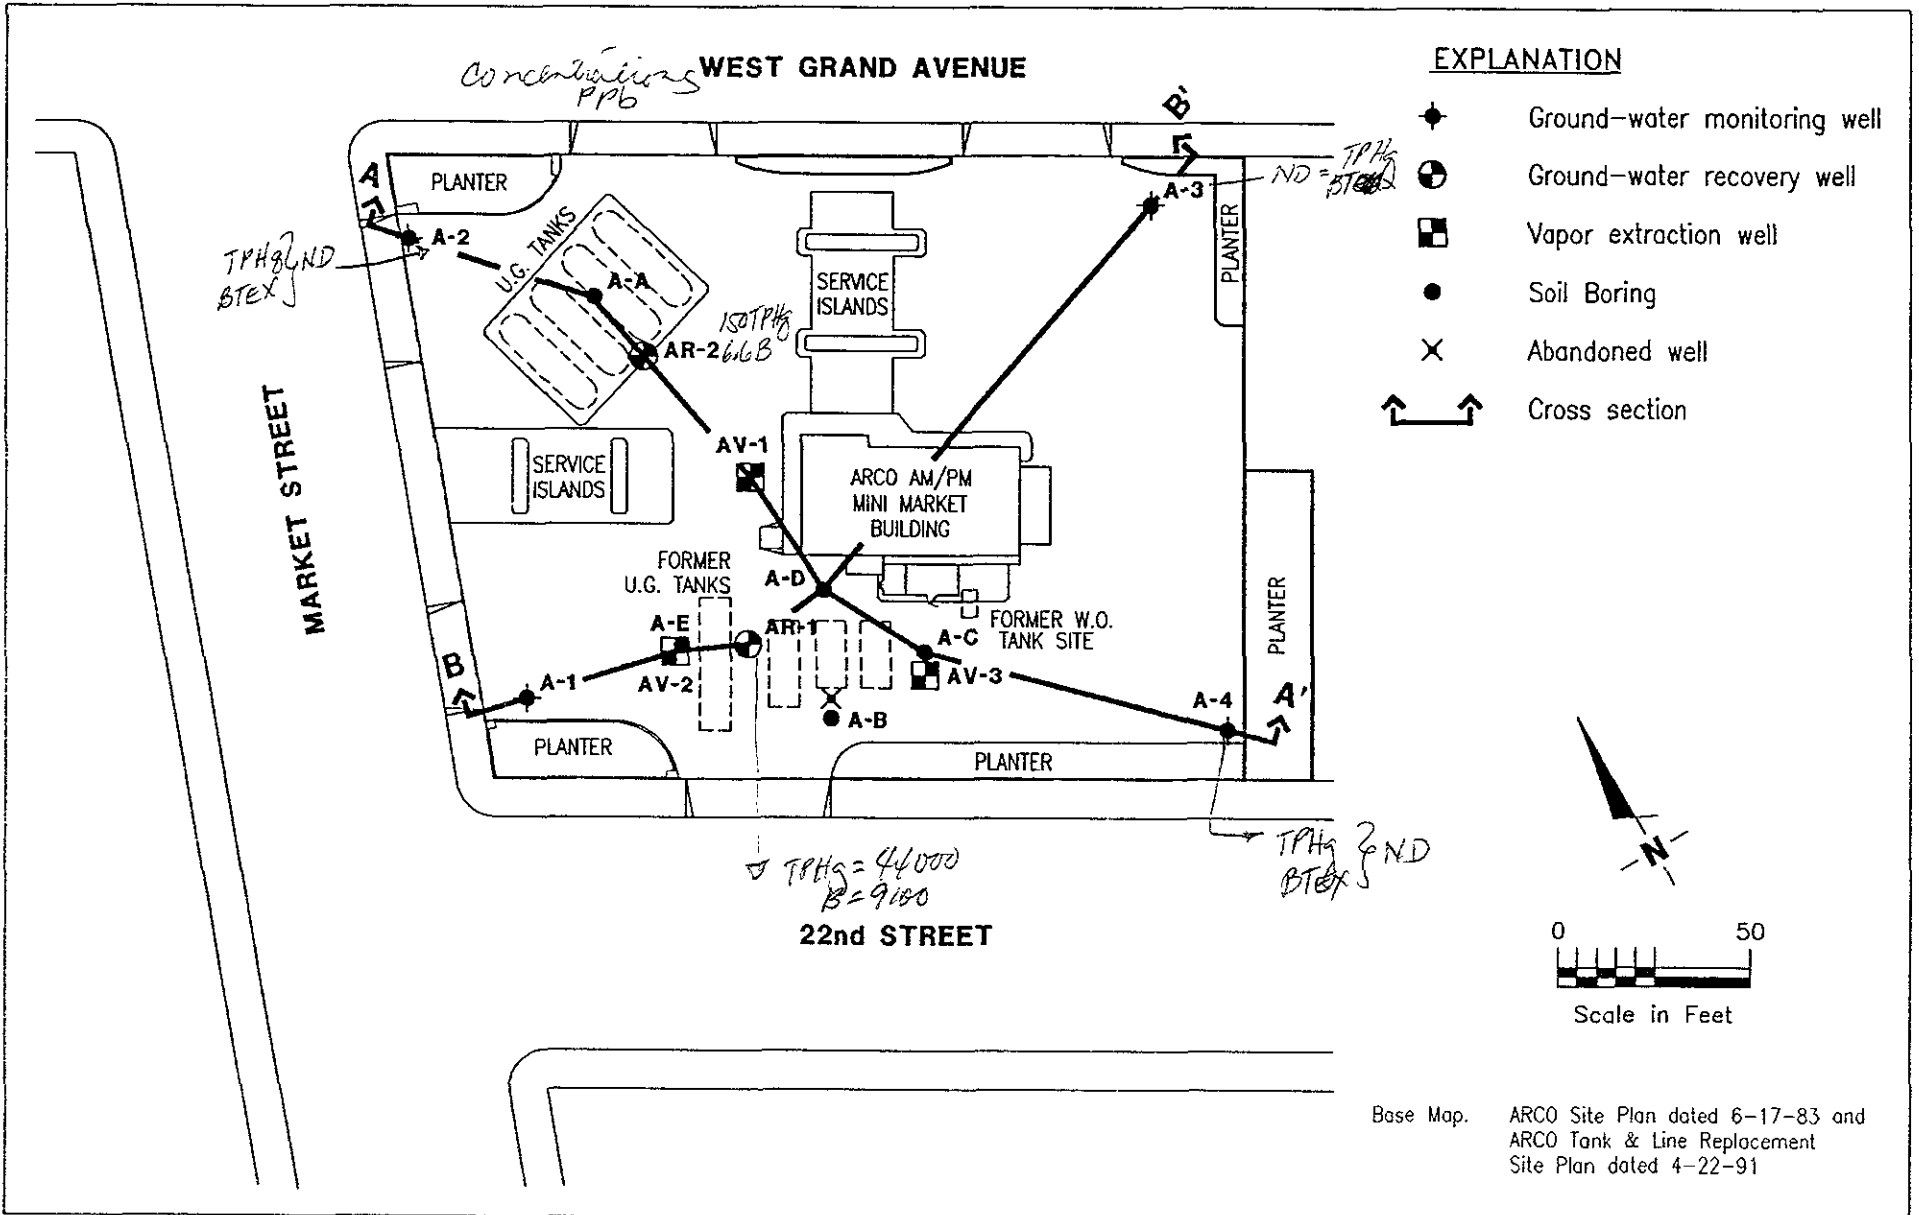 Concentrations
PPb
WEST GRAND AVENUE
EXPLANATION
Ground-water monitoring well
Ground-water recovery well
Vapor extraction well
Soil Boring
Abandoned well
Cross section
B'
A
PLANTER
A-3
ND = TPHg
BTEX
PLANTER
A-2
TPHg } ND
BTEX
U.G. TANKS
A-A
SERVICE
ISLANDS
AR-2
150 TPHg
6.6 B
MARKET STREET
AV-1
SERVICE
ISLANDS
ARCO AM/PM
MINI MARKET
BUILDING
FORMER
U.G. TANKS
A-D
A-E
AR-1
FORMER W.O.
TANK SITE
A-C
PLANTER
B
A-1
AV-2
AV-3
A-4
A'
A-B
PLANTER
PLANTER
TPHg = 44000
B = 9100
TPHg } ND
BTEX
22nd STREET
N
0 50
Scale in Feet
Base Map. ARCO Site Plan dated 6-17-83 and
ARCO Tank & Line Replacement
Site Plan dated 4-22-91